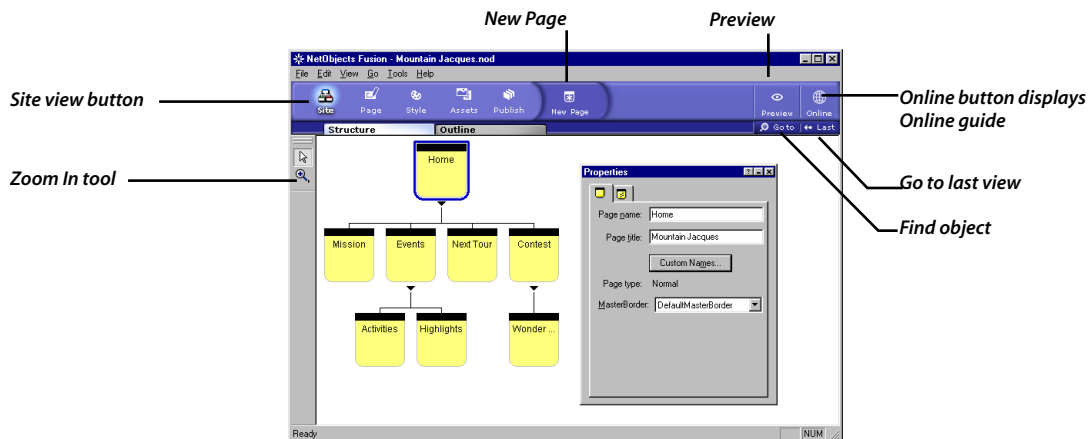 New Page
Preview
NetObjects Fusion - Mountain Jacques.nod
File Edit View Go Tools Help
Site view button
Site Page Style Assets Publish New Page Preview Online
Online button displays
Online guide
Structure Outline Go to Last
Zoom In tool
Home
Properties
Go to last view
Page name: Home
Find object
Mission Events Next Tour Contest
Page title: Mountain Jacques
Custom Names...
Page type: Normal
MasterBorder: DefaultMasterBorder
Activities Highlights Wonder ...
Ready NUM